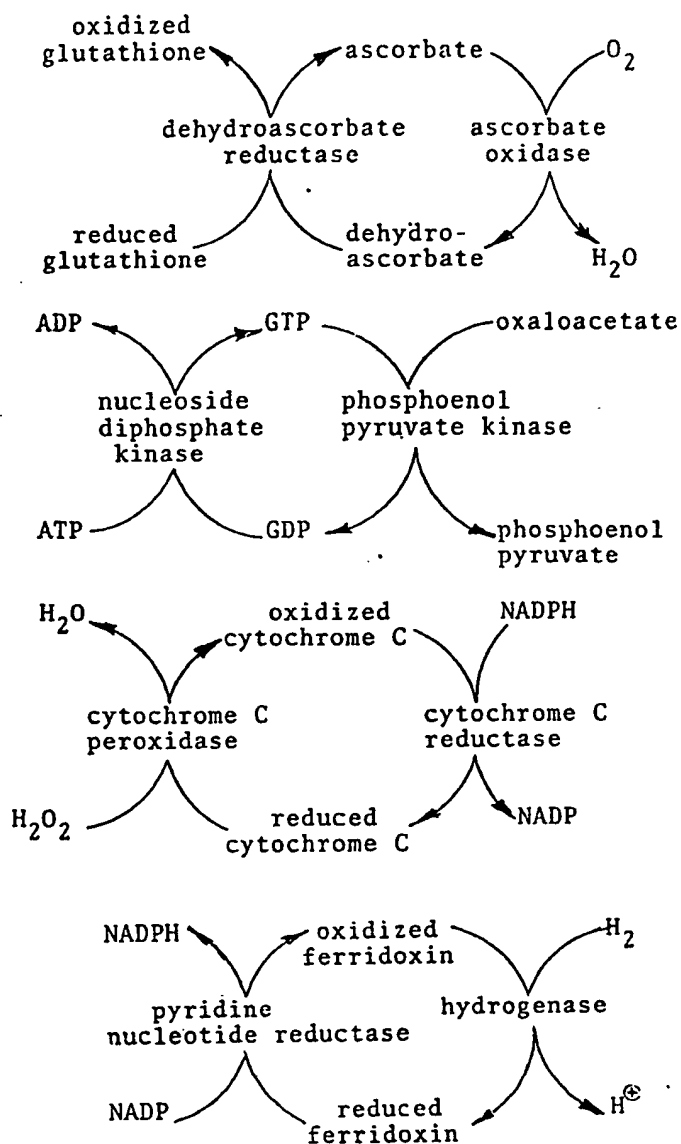 oxidized
glutathione
ascorbate
O2
dehydroascorbate
reductase
ascorbate
oxidase
reduced
glutathione
dehydro-
ascorbate
H2O
ADP
GTP
oxaloacetate
nucleoside
diphosphate
kinase
phosphoenol
pyruvate kinase
ATP
GDP
phosphoenol
pyruvate
H2O
oxidized
cytochrome C
NADPH
cytochrome C
peroxidase
cytochrome C
reductase
H2O2
reduced
cytochrome C
NADP
NADPH
oxidized
ferridoxin
H2
pyridine
nucleotide reductase
hydrogenase
NADP
reduced
ferridoxin
H⊕